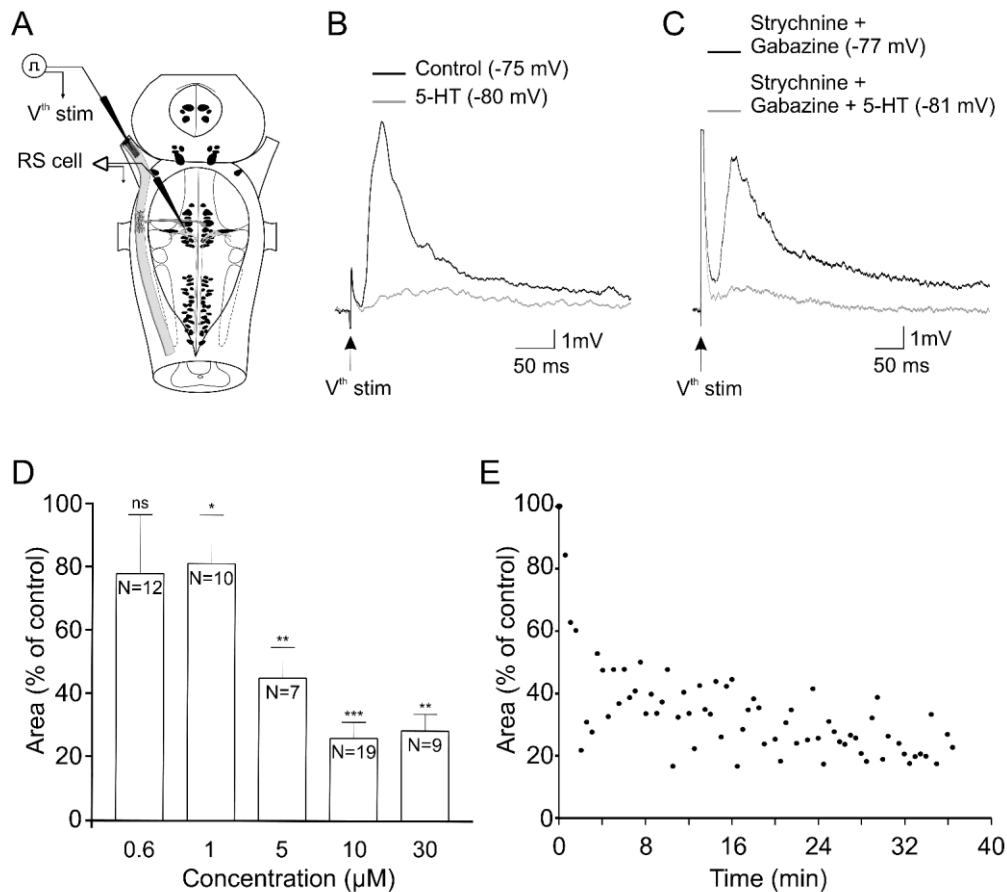 A
Vᵗʰ stim
RS cell
B
Control (-75 mV)
5-HT (-80 mV)
1mV
50 ms
Vᵗʰ stim
C
Strychnine +
Gabazine (-77 mV)
Strychnine +
Gabazine + 5-HT (-81 mV)
1mV
50 ms
Vᵗʰ stim
D
Area (% of control)
100
80
60
40
20
0
ns
*
**
***
**
N=12
N=10
N=7
N=19
N=9
0.6 1 5 10 30
Concentration (µM)
E
Area (% of control)
100
80
60
40
20
0
0 8 16 24 32 40
Time (min)